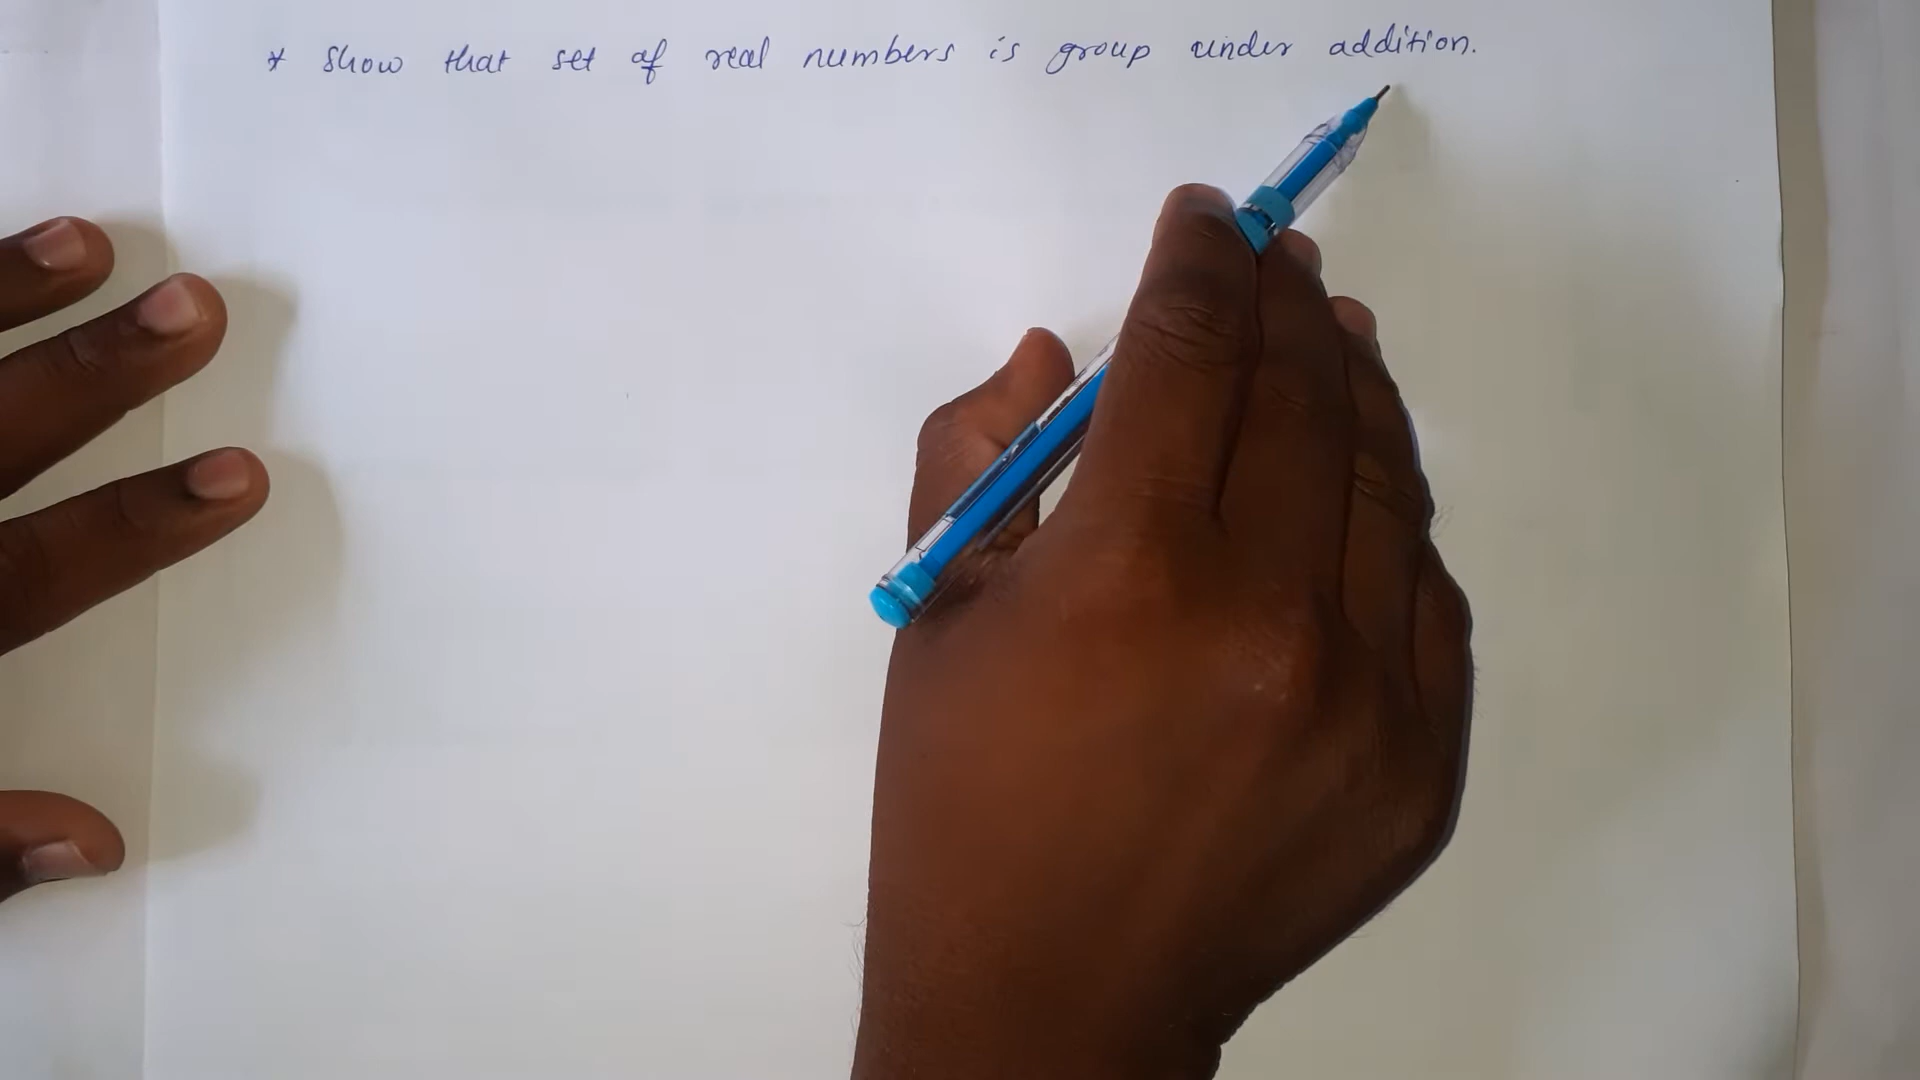 * Show that set of real numbers is group under addition.